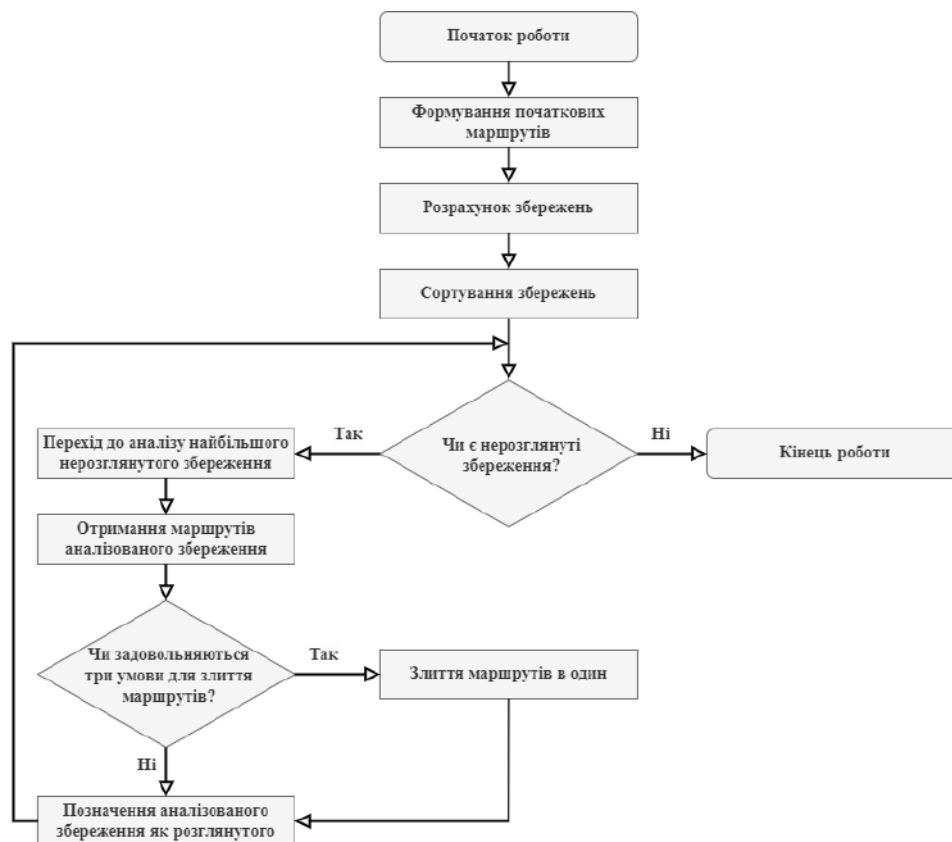 Початок роботи
Формування початкових
маршрутів
Розрахунок збережень
Сортування збережень
Чи є нерозглянуті
збереження?
Так
Ні
Перехід до аналізу найбільшого
нерозглянутого збереження
Кінець роботи
Отримання маршрутів
аналізованого збереження
Чи задовольняються
три умови для злиття
маршрутів?
Так
Злиття маршрутів в один
Ні
Позначення аналізованого
збереження як розглянутого